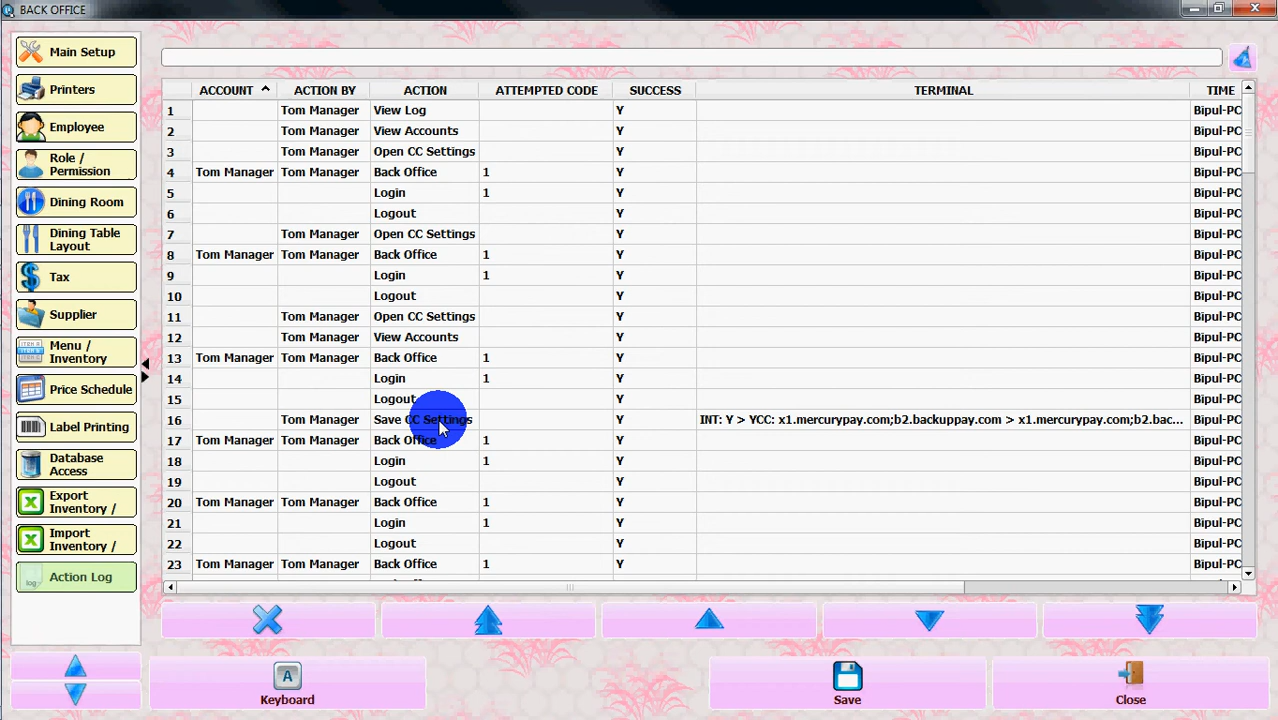 BACK OFFICE
Main Setup
Printers
Employee
Role /
Permission
Dining Room
Dining Table
Layout
Tax
Supplier
Menu /
Inventory
Price Schedule
Label Printing
Database
Access
Export
Inventory /
Import
Inventory /
log
Action Log
ACCOUNT ACTION BY ACTION ATTEMPTED CODE SUCCESS TERMINAL TIME
1 Tom Manager View Log Y Bipul-PC
2 Tom Manager View Accounts Y Bipul-PC
3 Tom Manager Open CC Settings Y Bipul-PC
4 Tom Manager Tom Manager Back Office 1 Y Bipul-PC
5 Login 1 Y Bipul-PC
6 Logout Y Bipul-PC
7 Tom Manager Open CC Settings Y Bipul-PC
8 Tom Manager Tom Manager Back Office 1 Y Bipul-PC
9 Login 1 Y Bipul-PC
10 Logout Y Bipul-PC
11 Tom Manager Open CC Settings Y Bipul-PC
12 Tom Manager View Accounts Y Bipul-PC
13 Tom Manager Tom Manager Back Office 1 Y Bipul-PC
14 Login 1 Y Bipul-PC
15 Logout Y Bipul-PC
16 Tom Manager Save CC Settings Y INT: Y > YCC: x1.mercurypay.com;b2.backuppay.com > x1.mercurypay.com;b2.bac... Bipul-PC
17 Tom Manager Tom Manager Back Office 1 Y Bipul-PC
18 Login 1 Y Bipul-PC
19 Logout Y Bipul-PC
20 Tom Manager Tom Manager Back Office 1 Y Bipul-PC
21 Login 1 Y Bipul-PC
22 Logout Y Bipul-PC
23 Tom Manager Tom Manager Back Office 1 Y Bipul-PC
A
Keyboard
Save
Close